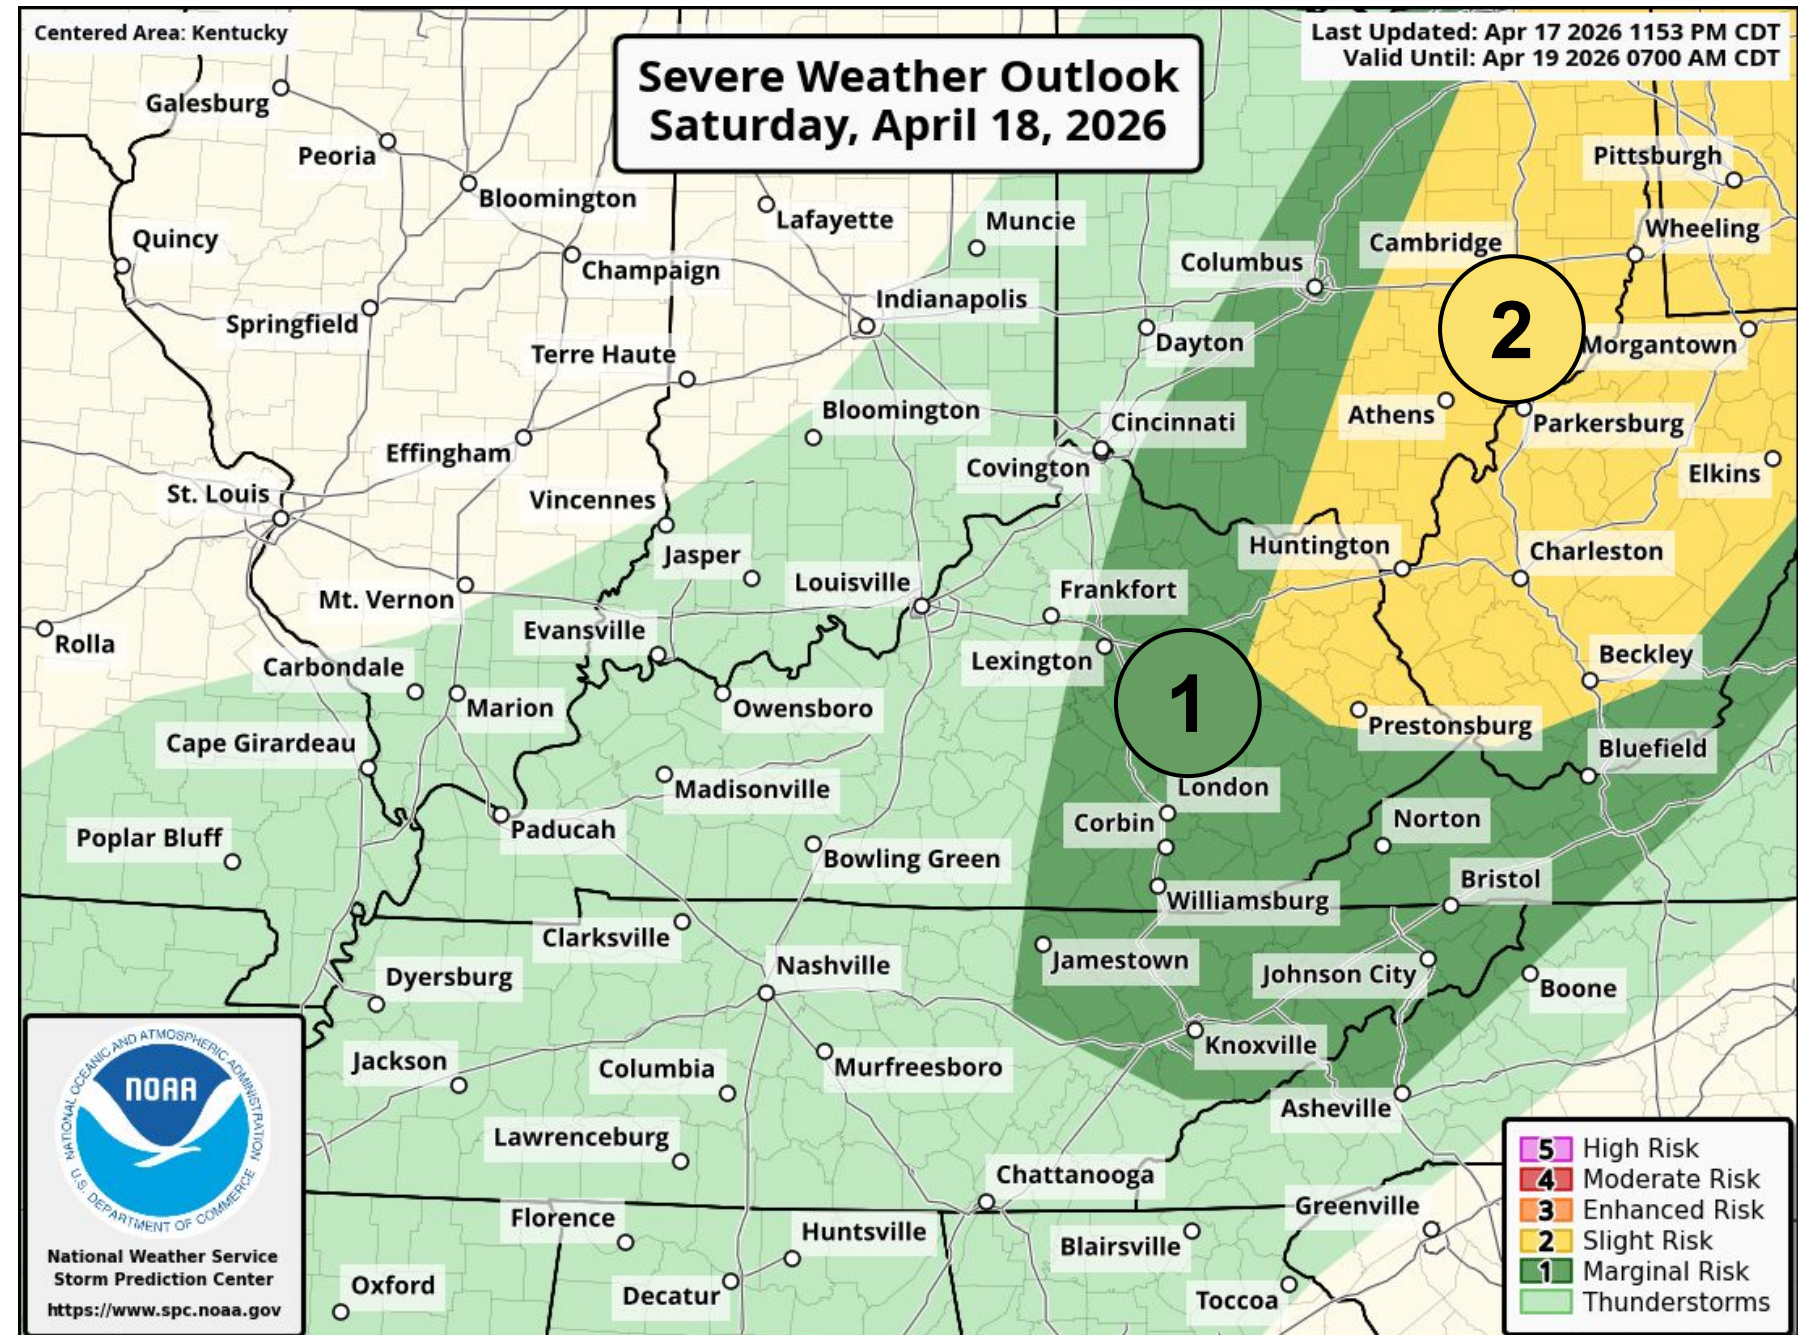 Centered Area: Kentucky
Severe Weather Outlook
Saturday, April 18, 2026
Last Updated: Apr 17 2026 1153 PM CDT
Valid Until: Apr 19 2026 0700 AM CDT
Galesburg
Peoria
Bloomington
Pittsburgh
Lafayette
Muncie
Wheeling
Quincy
Champaign
Columbus
Cambridge
Indianapolis
Springfield
2
Terre Haute
Dayton
Morgantown
Bloomington
Cincinnati
Athens
Parkersburg
Effingham
Covington
Elkins
St. Louis
Vincennes
Jasper
Huntington
Charleston
Louisville
Frankfort
Mt. Vernon
Evansville
Rolla
Lexington
Beckley
Carbondale
1
Marion
Owensboro
Prestonsburg
Cape Girardeau
Bluefield
Madisonville
London
Poplar Bluff
Paducah
Corbin
Norton
Bowling Green
Bristol
Williamsburg
Clarksville
Nashville
Jamestown
Johnson City
Dyersburg
Boone
Jackson
Columbia
Murfreesboro
Knoxville
Asheville
Lawrenceburg
Chattanooga
Greenville
Florence
Huntsville
Blairsville
Oxford
Decatur
Toccoa
NATIONAL OCEANIC AND ATMOSPHERIC ADMINISTRATION
NOAA
U.S. DEPARTMENT OF COMMERCE
National Weather Service
Storm Prediction Center
https://www.spc.noaa.gov
5 High Risk
4 Moderate Risk
3 Enhanced Risk
2 Slight Risk
1 Marginal Risk
Thunderstorms